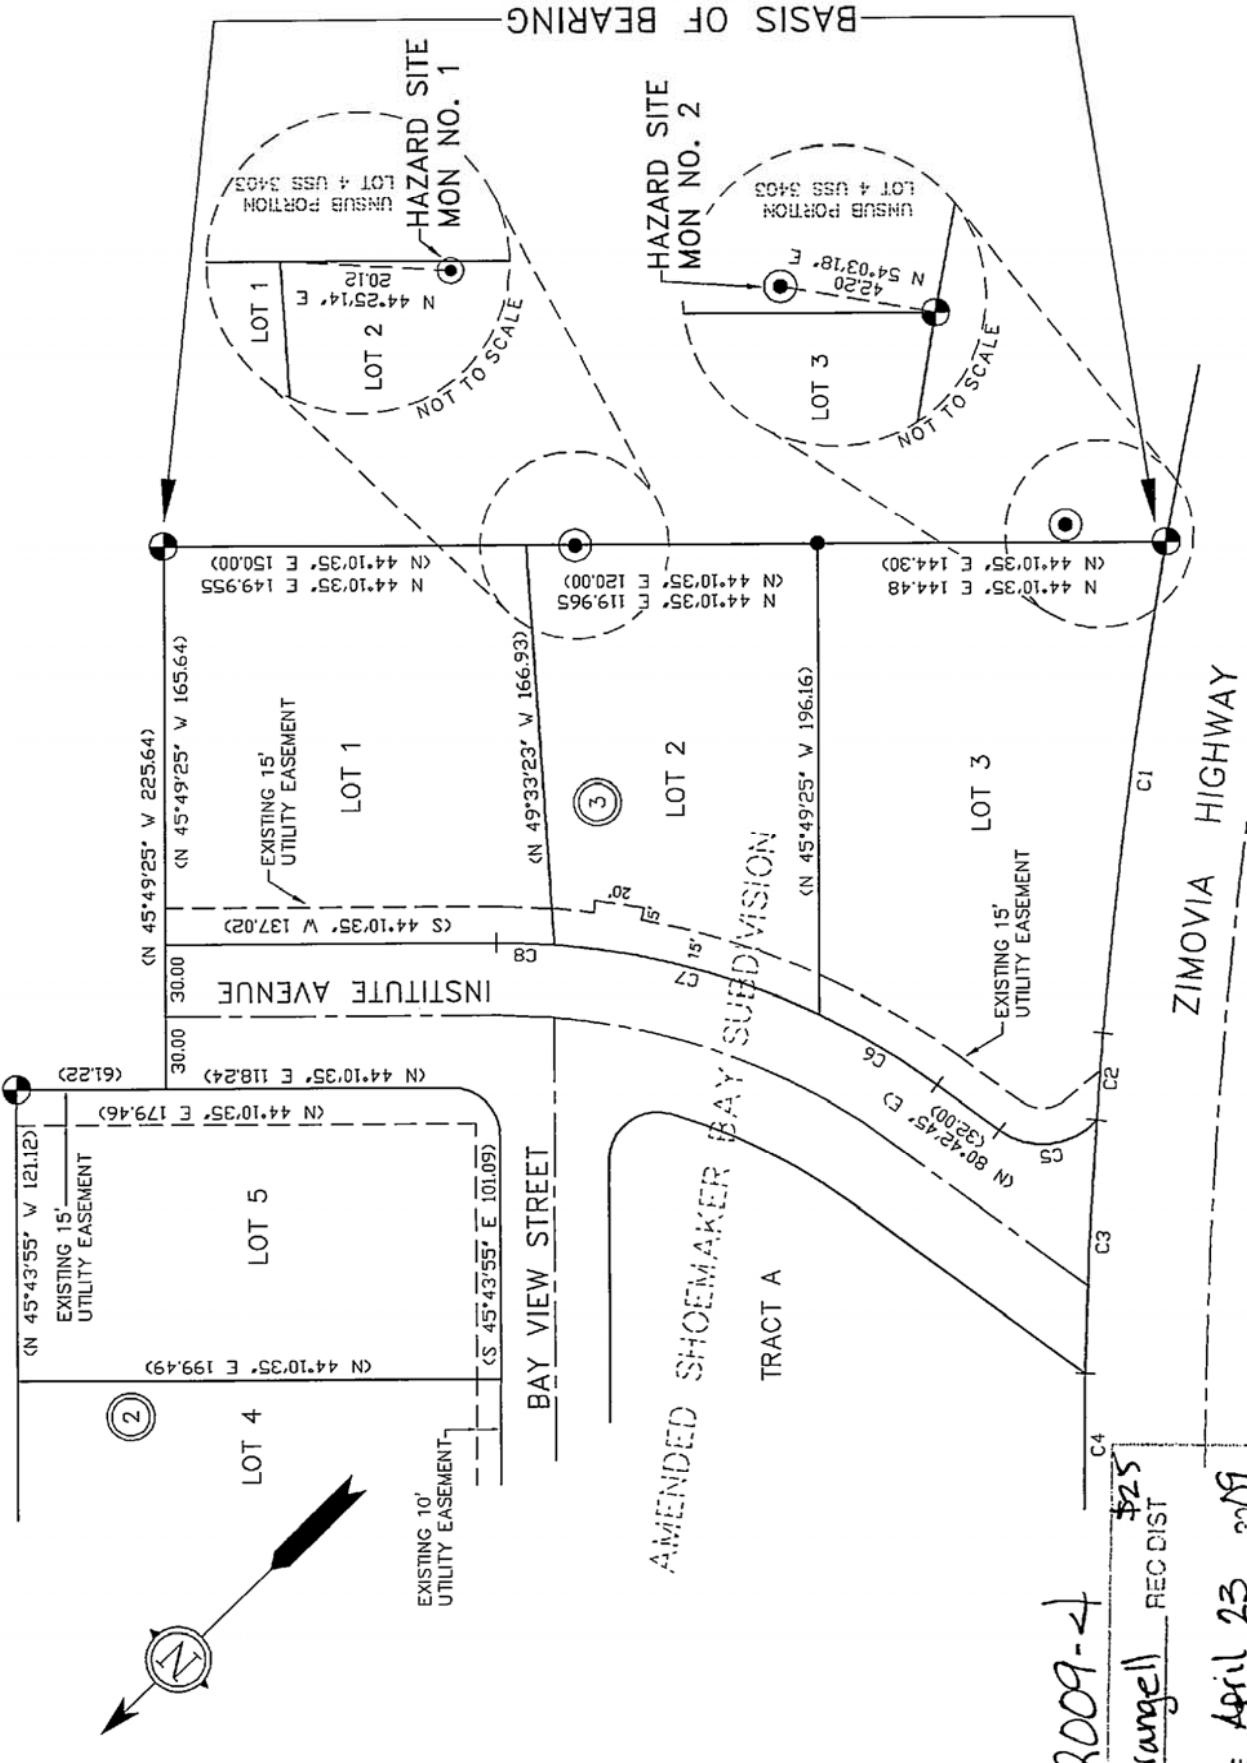 BASIS OF BEARING
HAZARD SITE
MON NO. 1
UNSUB PORTION
LOT 4 USS 3403
LOT 1
N 44°25'14" E
20.12
LOT 2
NOT TO SCALE
HAZARD SITE
MON NO. 2
UNSUB PORTION
LOT 4 USS 3403
N 54°03'18" E
42.20
LOT 3
NOT TO SCALE
(N 44°10'35" E 150.00)
N 44°10'35" E 149.955
(N 44°10'35" E 120.00)
N 44°10'35" E 119.965
(N 44°10'35" E 144.30)
N 44°10'35" E 144.48
(N 45°49'25" W 225.64)
(N 45°49'25" W 165.64)
EXISTING 15'
UTILITY EASEMENT
LOT 1
(N 49°33'23" W 166.93)
3
LOT 2
(N 45°49'25" W 196.16)
LOT 3
C1
ZIMOVIA HIGHWAY
(S 44°10'35" W 137.02)
20'
5'
15'
C8
C7
C6
EXISTING 15'
UTILITY EASEMENT
30.00
30.00
INSTITUTE AVENUE
(61.22)
(N 44°10'35" E 118.24)
(N 44°10'35" E 179.46)
(N 80°42'45" E)
(32.00)
C5
C2
C3
C4
(N 45°43'55" W 121.12)
EXISTING 15'
UTILITY EASEMENT
LOT 5
(S 45°43'55" E 101.09)
BAY VIEW STREET
(N 44°10'35" E 199.49)
2
LOT 4
EXISTING 10'
UTILITY EASEMENT
AMENDED SHOEMAKER BAY SUBDIVISION
TRACT A
N
2009-4
$25
rangell REC DIST
April 23 2009